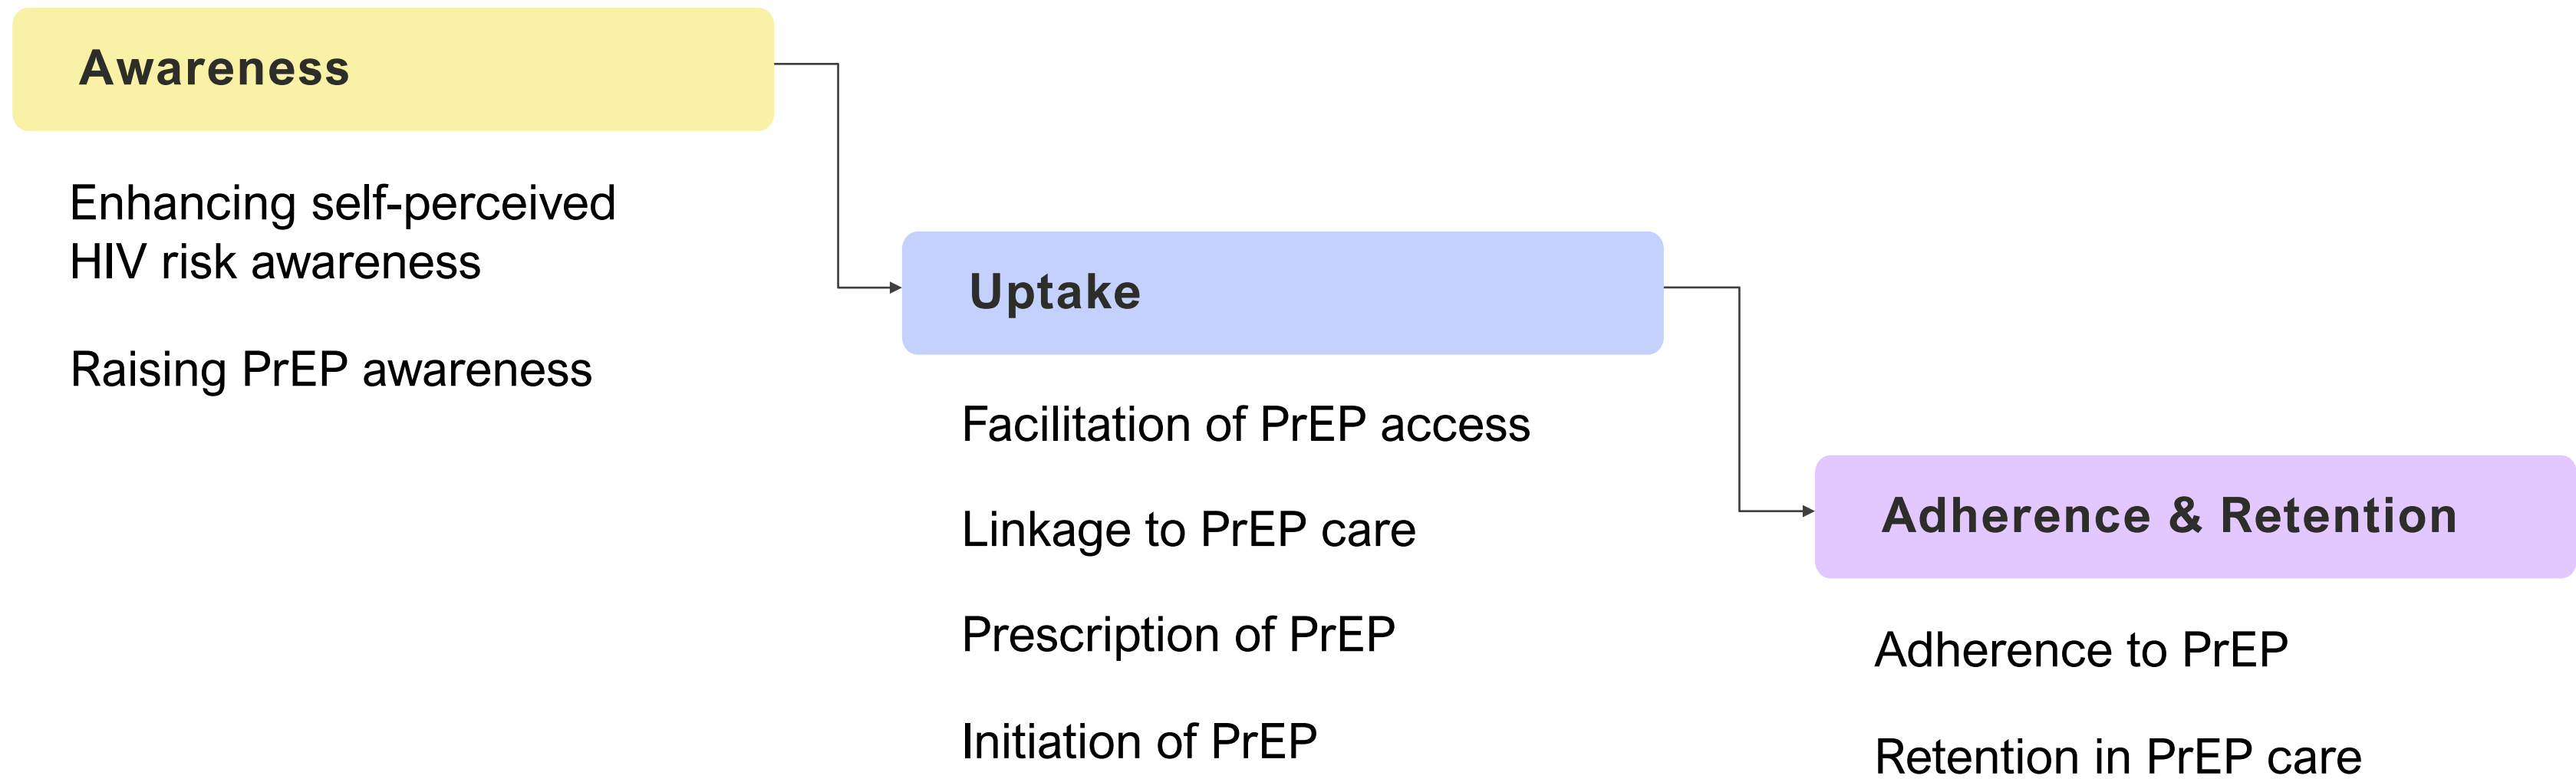 Awareness
Enhancing self-perceived
HIV risk awareness
Raising PrEP awareness
Uptake
Facilitation of PrEP access
Linkage to PrEP care
Prescription of PrEP
Initiation of PrEP
Adherence & Retention
Adherence to PrEP
Retention in PrEP care